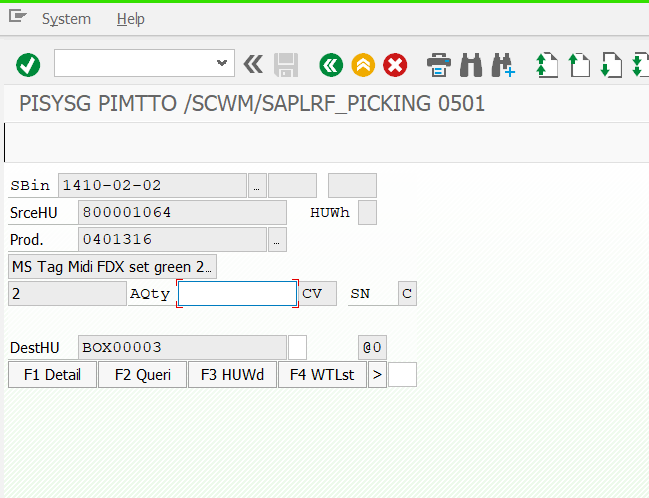 System Help
PISYSG PIMTTO /SCWM/SAPLRF_PICKING 0501
SBin 1410-02-02 ...
SrceHU 800001064 HUWh
Prod. 0401316 ...
MS Tag Midi FDX set green 2...
2 AQty CV SN C
DestHU BOX00003 @0
F1 Detail F2 Queri F3 HUWd F4 WTLst >